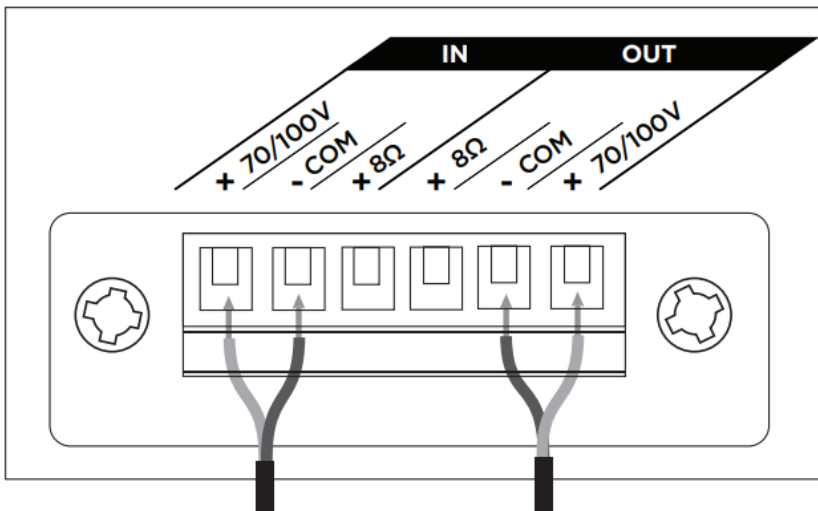 IN
OUT
+ 70/100V
- COM
+ 8Ω
+ 8Ω
- COM
+ 70/100V